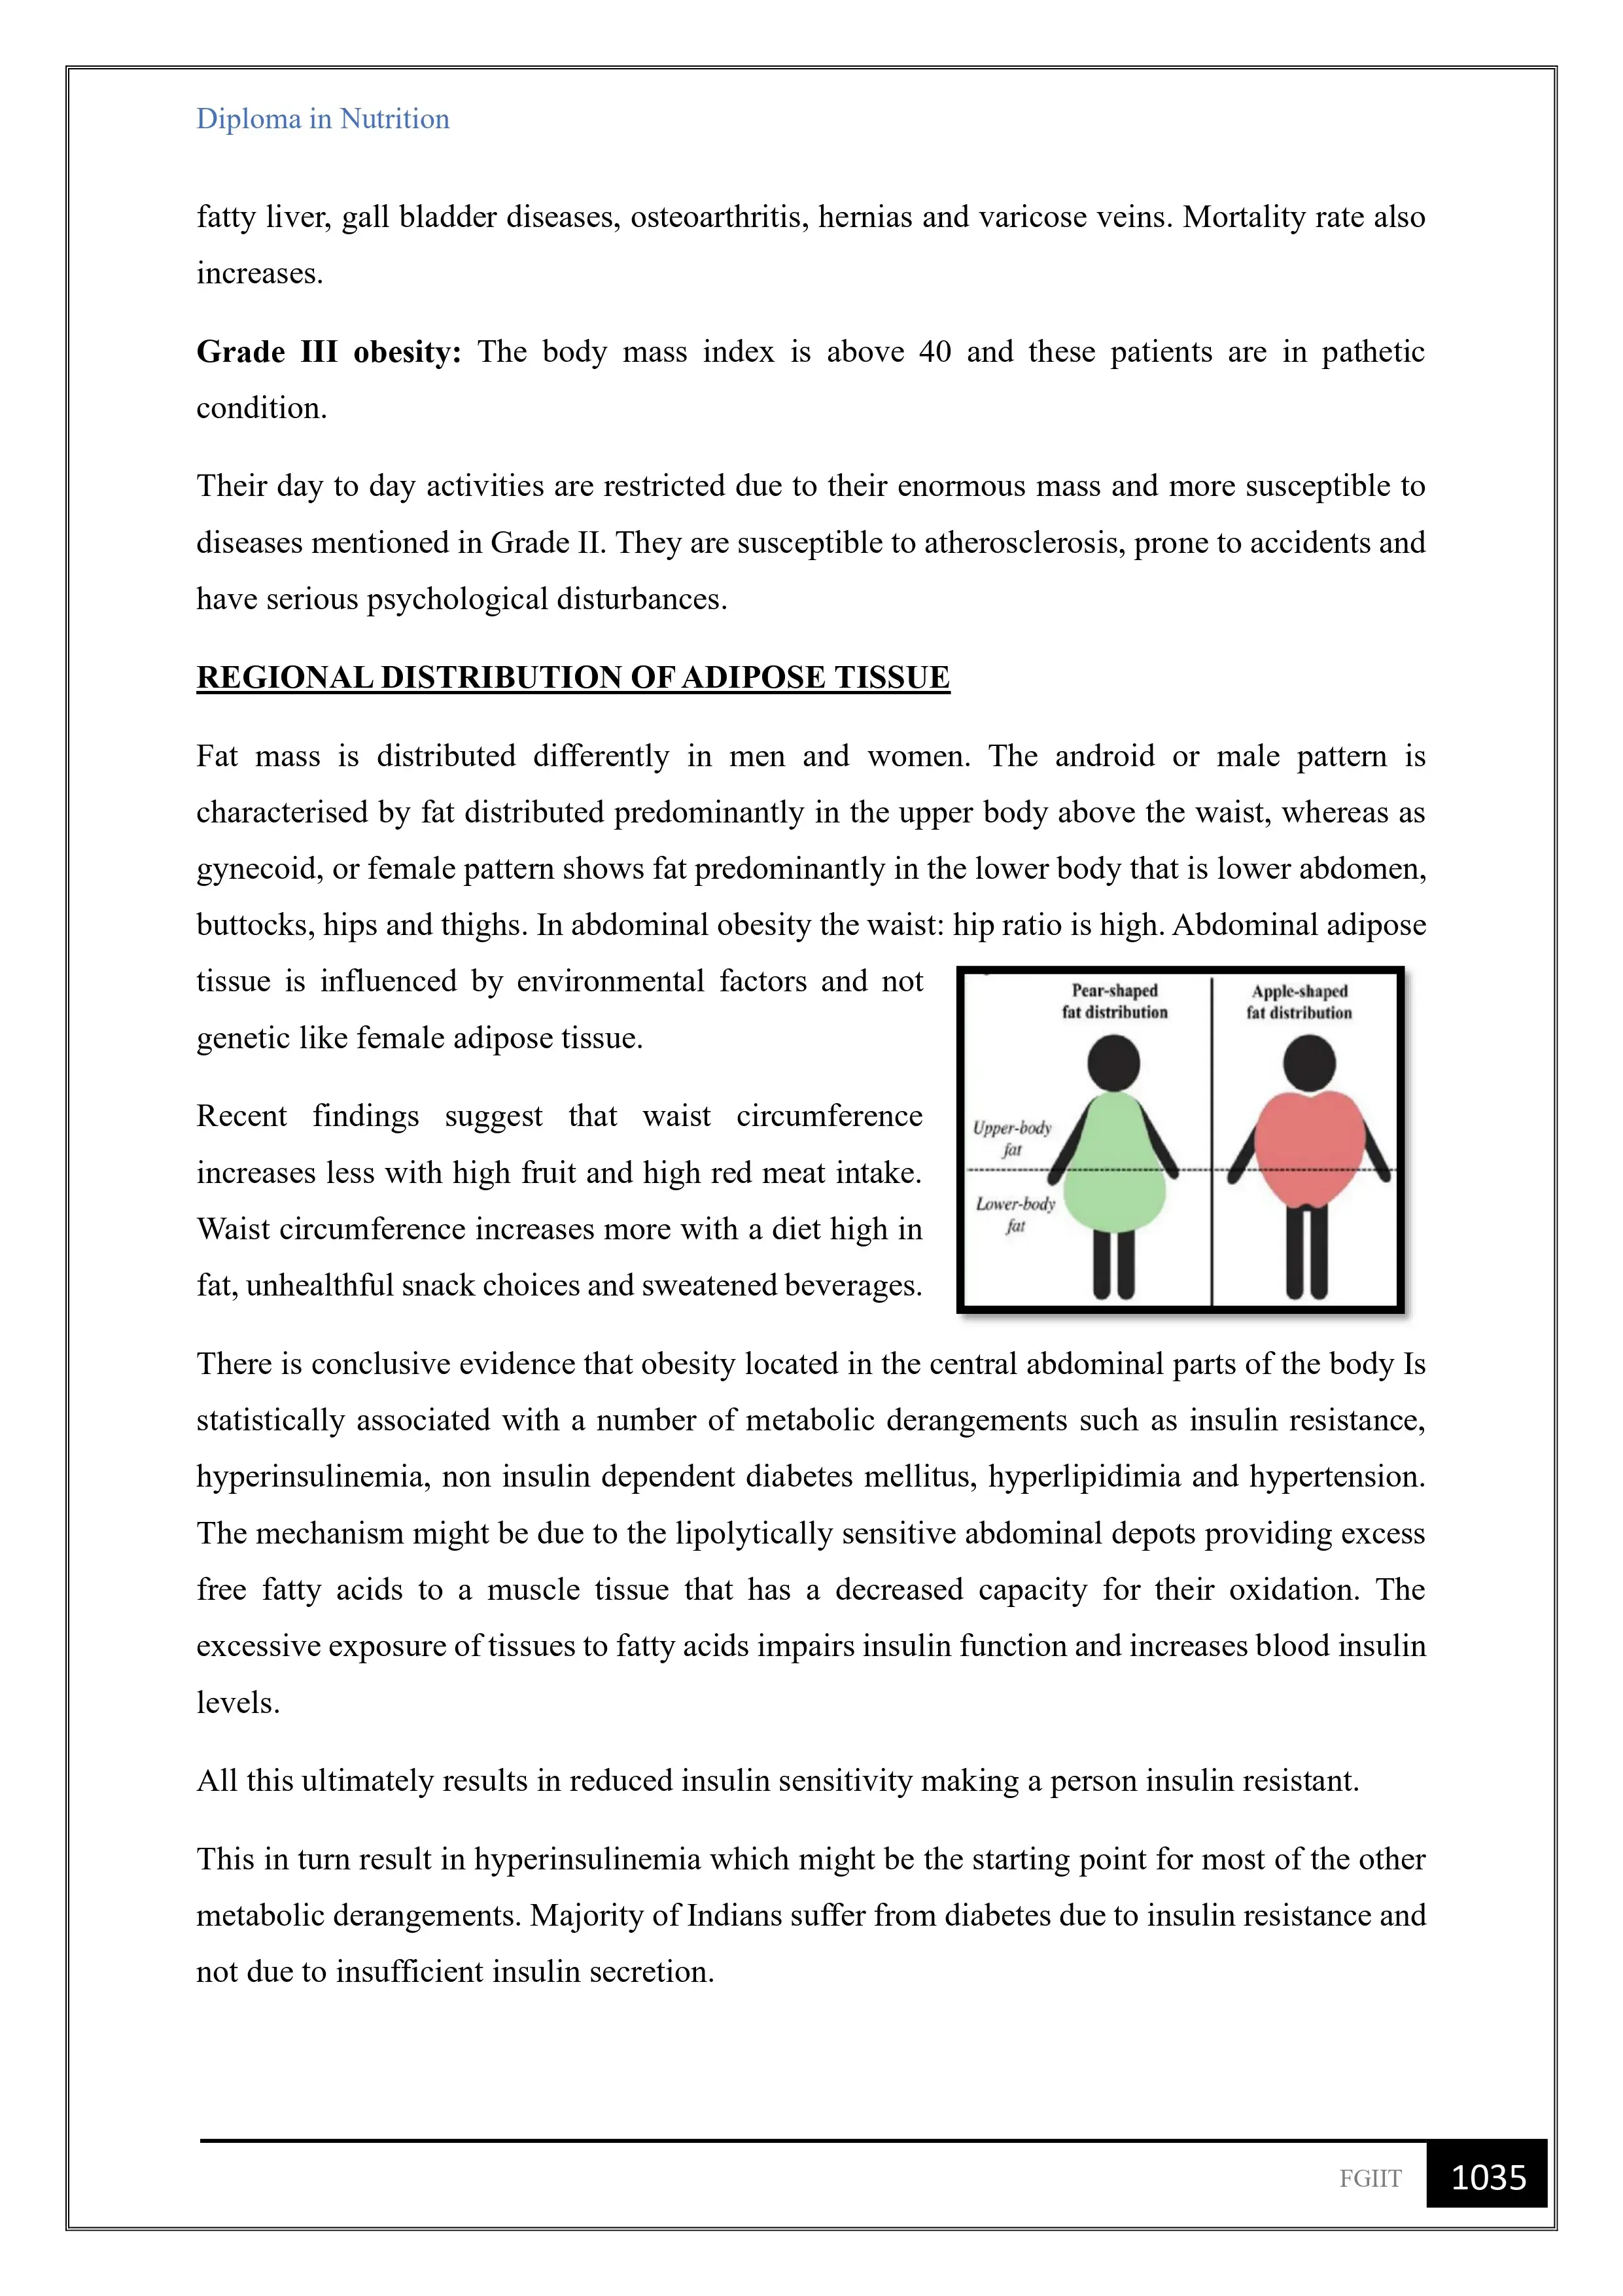 Diploma in Nutrition
fatty liver, gall bladder diseases, osteoarthritis, hernias and varicose veins. Mortality rate also
increases.
Grade III obesity: The body mass index is above 40 and these patients are in pathetic
condition.
Their day to day activities are restricted due to their enormous mass and more susceptible to
diseases mentioned in Grade II. They are susceptible to atherosclerosis, prone to accidents and
have serious psychological disturbances.
REGIONAL DISTRIBUTION OF ADIPOSE TISSUE
Fat mass is distributed differently in men and women. The android or male pattern is
characterised by fat distributed predominantly in the upper body above the waist, whereas as
gynecoid, or female pattern shows fat predominantly in the lower body that is lower abdomen,
buttocks, hips and thighs. In abdominal obesity the waist: hip ratio is high. Abdominal adipose
tissue is influenced by environmental factors and not
genetic like female adipose tissue.
Recent findings suggest that waist circumference
increases less with high fruit and high red meat intake.
Waist circumference increases more with a diet high in
fat, unhealthful snack choices and sweatened beverages.
Pear-shaped
fat distribution
Apple-shaped
fat distribution
Upper-body
fat
Lower-body
fat
There is conclusive evidence that obesity located in the central abdominal parts of the body Is
statistically associated with a number of metabolic derangements such as insulin resistance,
hyperinsulinemia, non insulin dependent diabetes mellitus, hyperlipidimia and hypertension.
The mechanism might be due to the lipolytically sensitive abdominal depots providing excess
free fatty acids to a muscle tissue that has a decreased capacity for their oxidation. The
excessive exposure of tissues to fatty acids impairs insulin function and increases blood insulin
levels.
All this ultimately results in reduced insulin sensitivity making a person insulin resistant.
This in turn result in hyperinsulinemia which might be the starting point for most of the other
metabolic derangements. Majority of Indians suffer from diabetes due to insulin resistance and
not due to insufficient insulin secretion.
FGIIT
1035